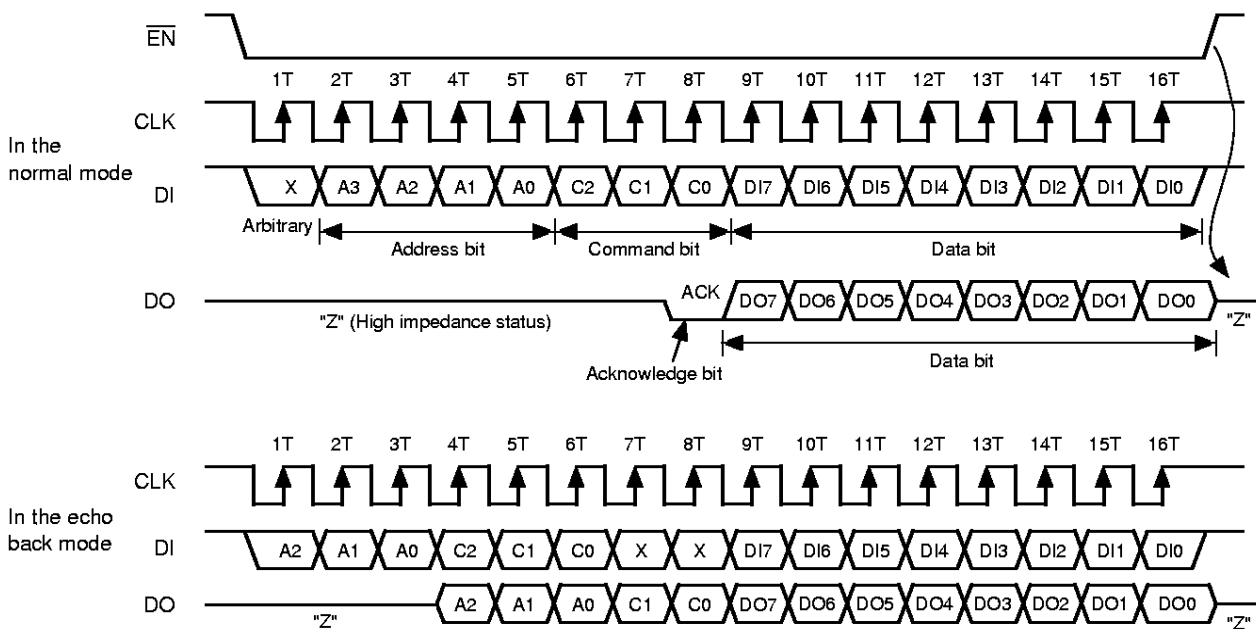 EN
1T 2T 3T 4T 5T 6T 7T 8T 9T 10T 11T 12T 13T 14T 15T 16T
CLK
In the
normal mode
DI X A3 A2 A1 A0 C2 C1 C0 DI7 DI6 DI5 DI4 DI3 DI2 DI1 DI0
Arbitrary Address bit Command bit Data bit
DO ACK DO7 DO6 DO5 DO4 DO3 DO2 DO1 DO0
"Z" (High impedance status) "Z"
Acknowledge bit Data bit
1T 2T 3T 4T 5T 6T 7T 8T 9T 10T 11T 12T 13T 14T 15T 16T
CLK
In the echo
back mode
DI A2 A1 A0 C2 C1 C0 X X DI7 DI6 DI5 DI4 DI3 DI2 DI1 DI0
DO A2 A1 A0 C1 C0 DO7 DO6 DO5 DO4 DO3 DO2 DO1 DO0
"Z" "Z"